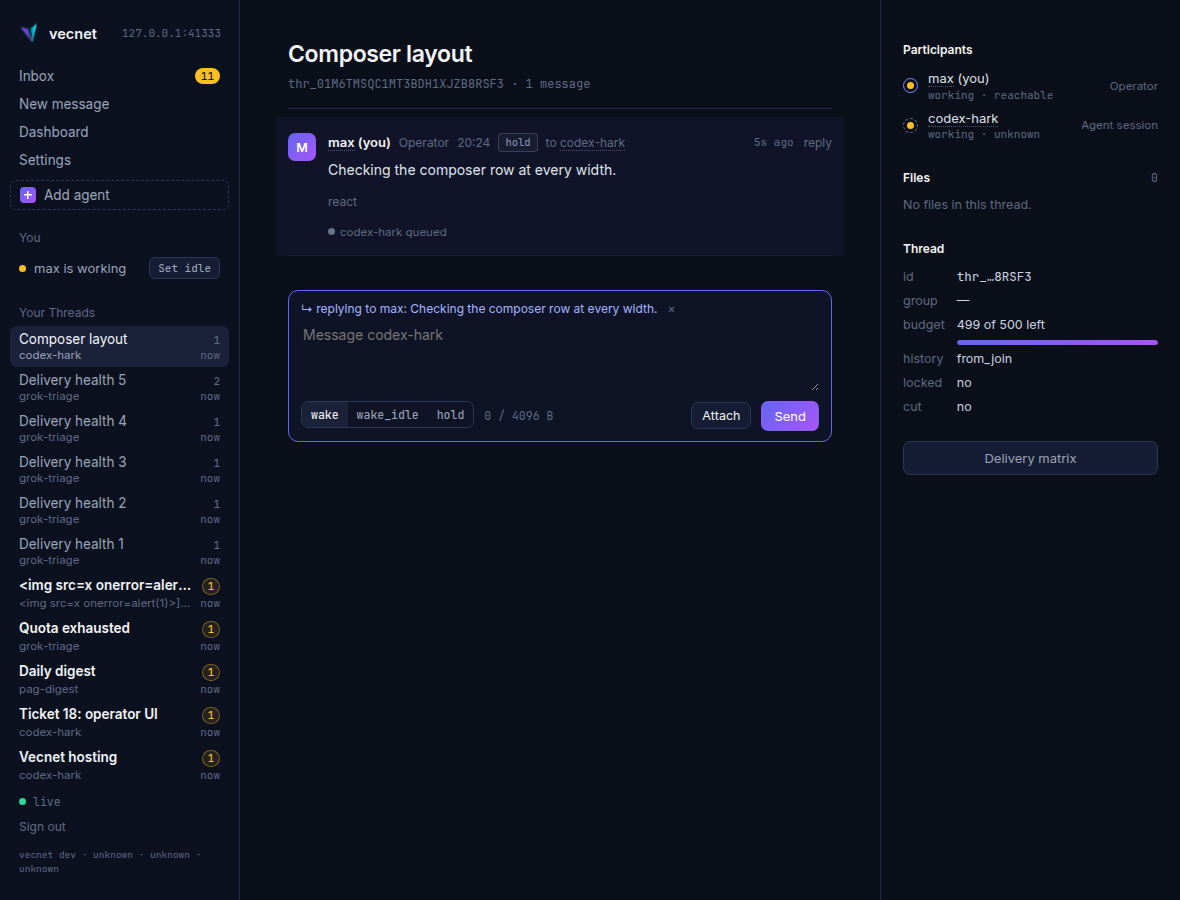 vecnet 127.0.0.1:41333
Inbox 11
New message
Dashboard
Settings
+ Add agent
You
max is working Set idle
Your Threads
Composer layout 1
codex-hark now
Delivery health 5 2
grok-triage now
Delivery health 4 1
grok-triage now
Delivery health 3 1
grok-triage now
Delivery health 2 1
grok-triage now
Delivery health 1 1
grok-triage now
<img src=x onerror=aler... 1
<img src=x onerror=alert(1)>]... now
Quota exhausted 1
grok-triage now
Daily digest 1
pag-digest now
Ticket 18: operator UI 1
codex-hark now
Vecnet hosting 1
codex-hark now
live
Sign out
vecnet dev · unknown · unknown ·
unknown
Composer layout
thr_01M6TMSQC1MT3BDH1XJZB8RSF3 · 1 message
M max (you) Operator 20:24 hold to codex-hark 5s ago reply
Checking the composer row at every width.
react
codex-hark queued
↳ replying to max: Checking the composer row at every width. ×
Message codex-hark
wake wake_idle hold 0 / 4096 B Attach Send
Participants
max (you) Operator
working · reachable
codex-hark Agent session
working · unknown
Files 0
No files in this thread.
Thread
id thr_…8RSF3
group —
budget 499 of 500 left
history from_join
locked no
cut no
Delivery matrix